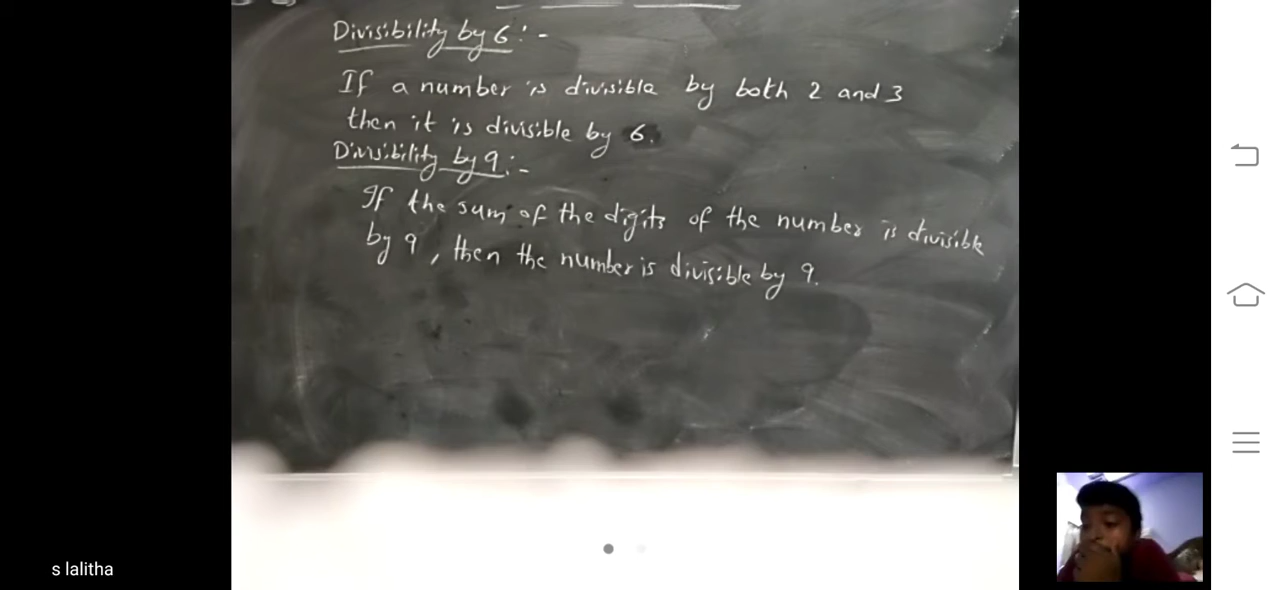 Divisibility by 6:-
If a number is divisible by both 2 and 3
then it is divisible by 6.
Divisibility by 9:-
If the sum of the digits of the number is divisible
by 9, then the number is divisible by 9.
s lalitha